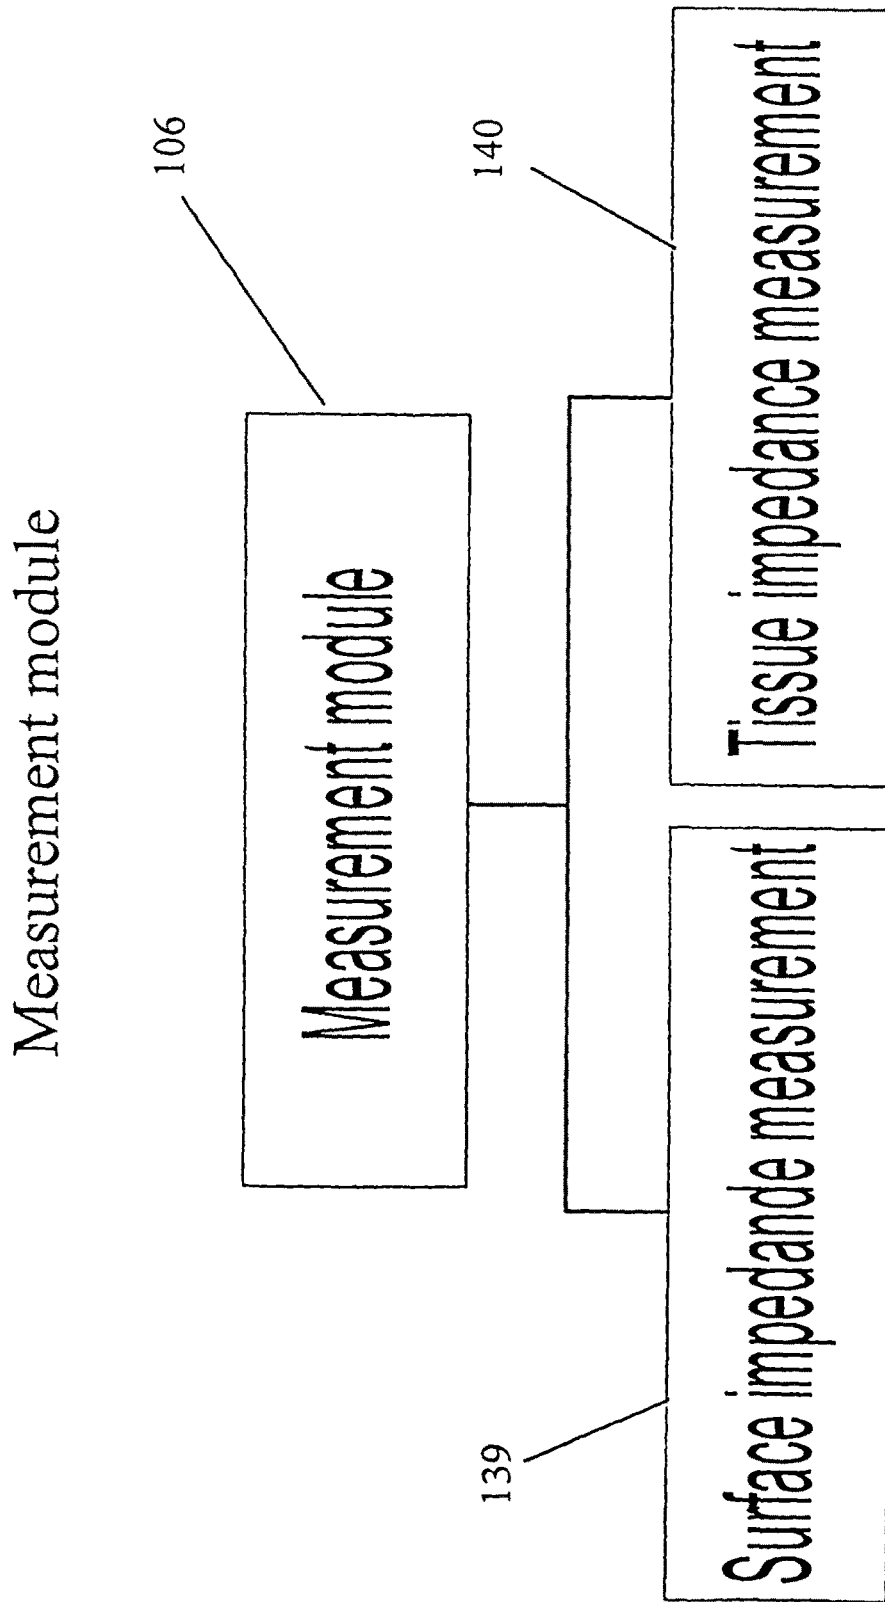 Measurement module
106
Measurement module
139
140
Surface impedande measurement
Tissue impedance measurement